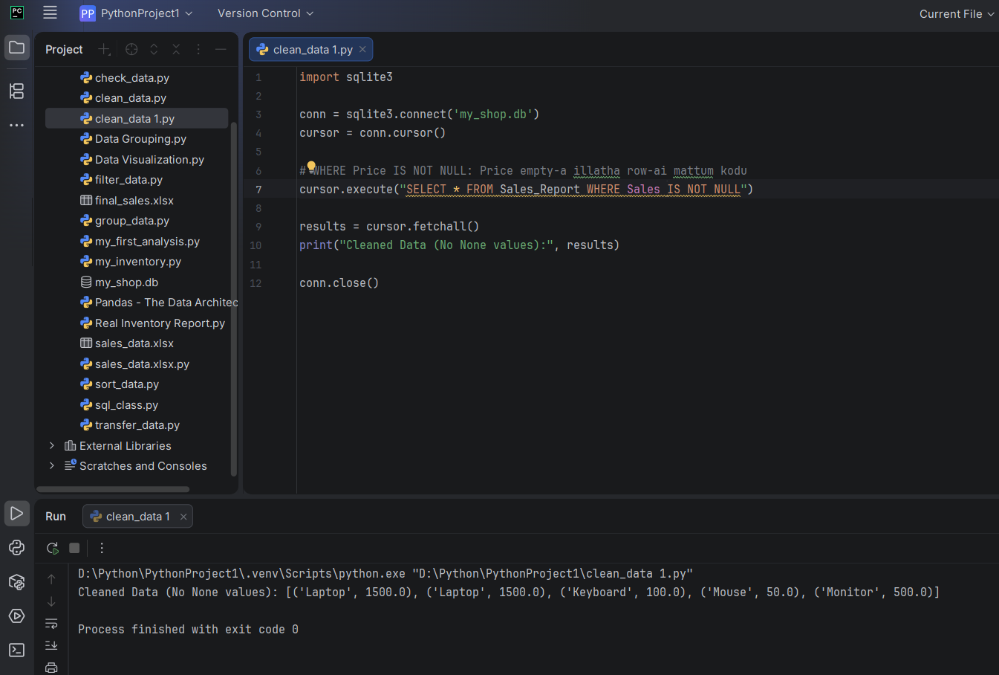 PC
PP PythonProject1 Version Control Current File
Project
clean_data 1.py
check_data.py
clean_data.py
clean_data 1.py
Data Grouping.py
Data Visualization.py
filter_data.py
final_sales.xlsx
group_data.py
my_first_analysis.py
my_inventory.py
my_shop.db
Pandas - The Data Architec
Real Inventory Report.py
sales_data.xlsx
sales_data.xlsx.py
sort_data.py
sql_class.py
transfer_data.py
External Libraries
Scratches and Consoles
1 import sqlite3
2
3 conn = sqlite3.connect('my_shop.db')
4 cursor = conn.cursor()
5
6 # WHERE Price IS NOT NULL: Price empty-a illatha row-ai mattum kodu
7 cursor.execute("SELECT * FROM Sales_Report WHERE Sales IS NOT NULL")
8
9 results = cursor.fetchall()
10 print("Cleaned Data (No None values):", results)
11
12 conn.close()
Run clean_data 1
D:\Python\PythonProject1\.venv\Scripts\python.exe "D:\Python\PythonProject1\clean_data 1.py"
Cleaned Data (No None values): [('Laptop', 1500.0), ('Laptop', 1500.0), ('Keyboard', 100.0), ('Mouse', 50.0), ('Monitor', 500.0)]
Process finished with exit code 0